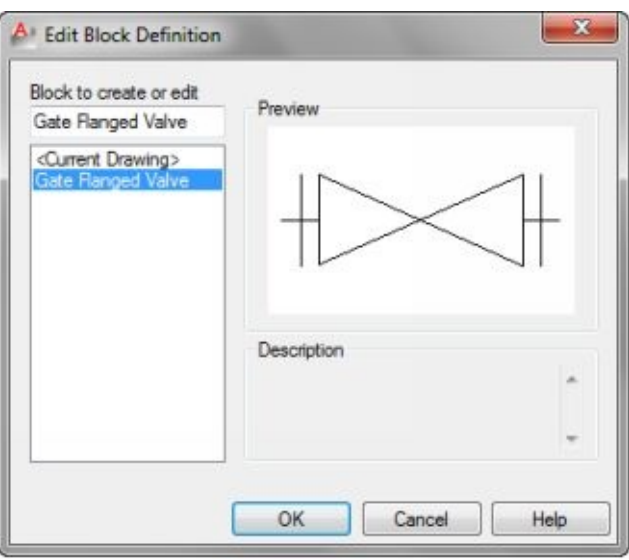 Edit Block Definition
Block to create or edit
Gate Flanged Valve
<Current Drawing>
Gate Flanged Valve
Preview
Description
OK
Cancel
Help